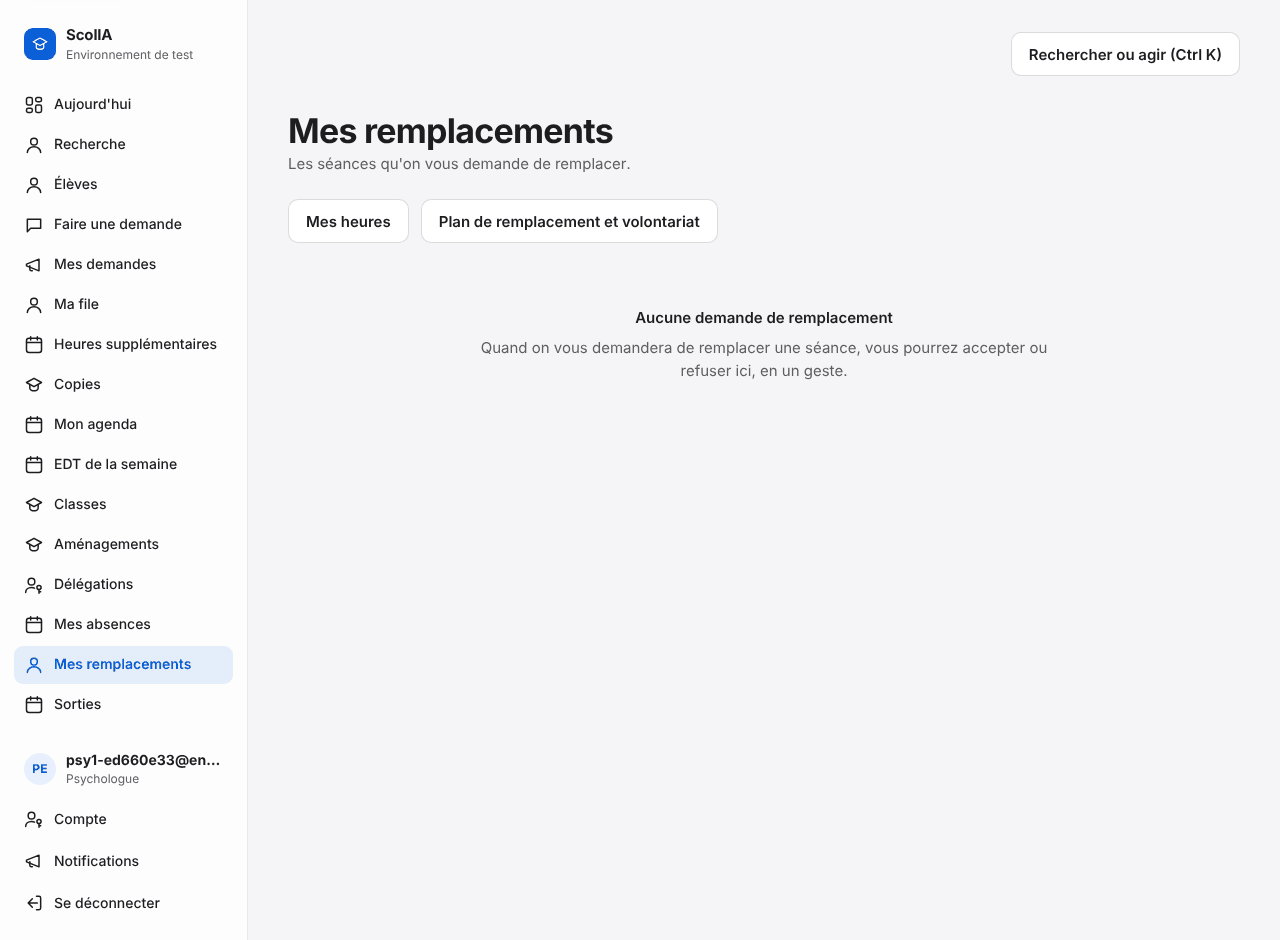 ScolIA
Environnement de test
Aujourd'hui
Recherche
Élèves
Faire une demande
Mes demandes
Ma file
Heures supplémentaires
Copies
Mon agenda
EDT de la semaine
Classes
Aménagements
Délégations
Mes absences
Mes remplacements
Sorties
PE
psy1-ed660e33@en...
Psychologue
Compte
Notifications
Se déconnecter
Rechercher ou agir (Ctrl K)
Mes remplacements
Les séances qu'on vous demande de remplacer.
Mes heures
Plan de remplacement et volontariat
Aucune demande de remplacement
Quand on vous demandera de remplacer une séance, vous pourrez accepter ou
refuser ici, en un geste.